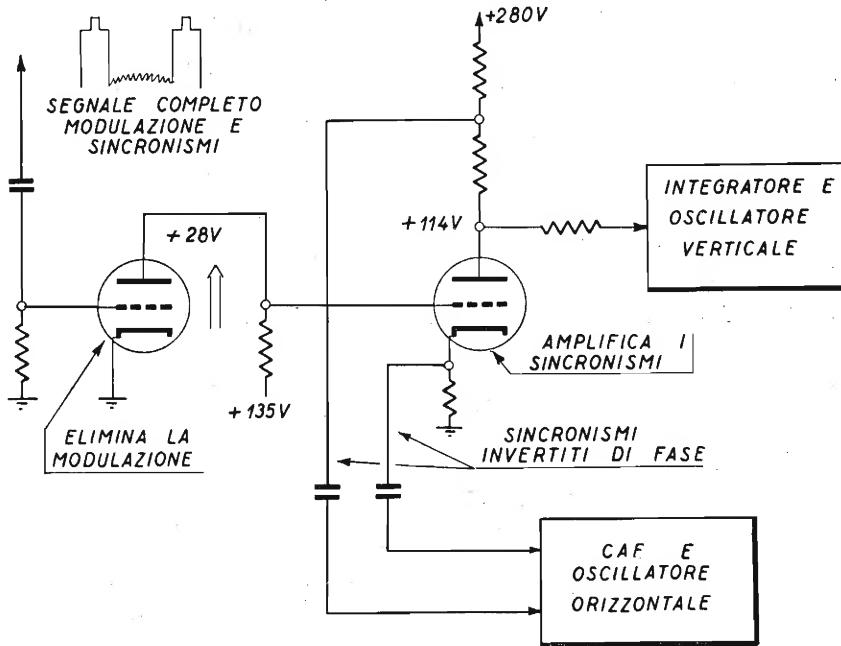 +280V
SEGNALE COMPLETO
MODULAZIONE E
SINCRONISMI
INTEGRATORE E
OSCILLATORE
VERTICALE
+28V
+114V
AMPLIFICA I
SINCRONISMI
+135V
ELIMINA LA
MODULAZIONE
SINCRONISMI
INVERTITI DI FASE
CAF E
OSCILLATORE
ORIZZONTALE